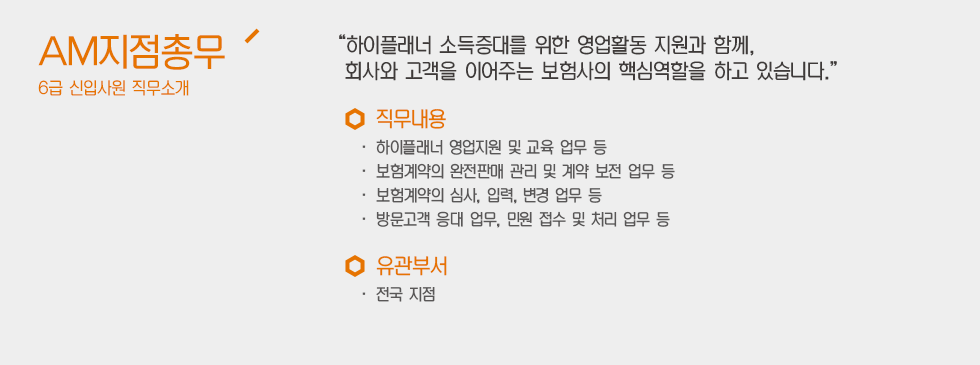 AM지점총무
6급 신입사원 직무소개
“하이플래너 소득증대를 위한 영업활동 지원과 함께,
회사와 고객을 이어주는 보험사의 핵심역할을 하고 있습니다.”
직무내용
· 하이플래너 영업지원 및 교육 업무 등
· 보험계약의 완전판매 관리 및 계약 보전 업무 등
· 보험계약의 심사, 입력, 변경 업무 등
· 방문고객 응대 업무, 민원 접수 및 처리 업무 등
유관부서
· 전국 지점